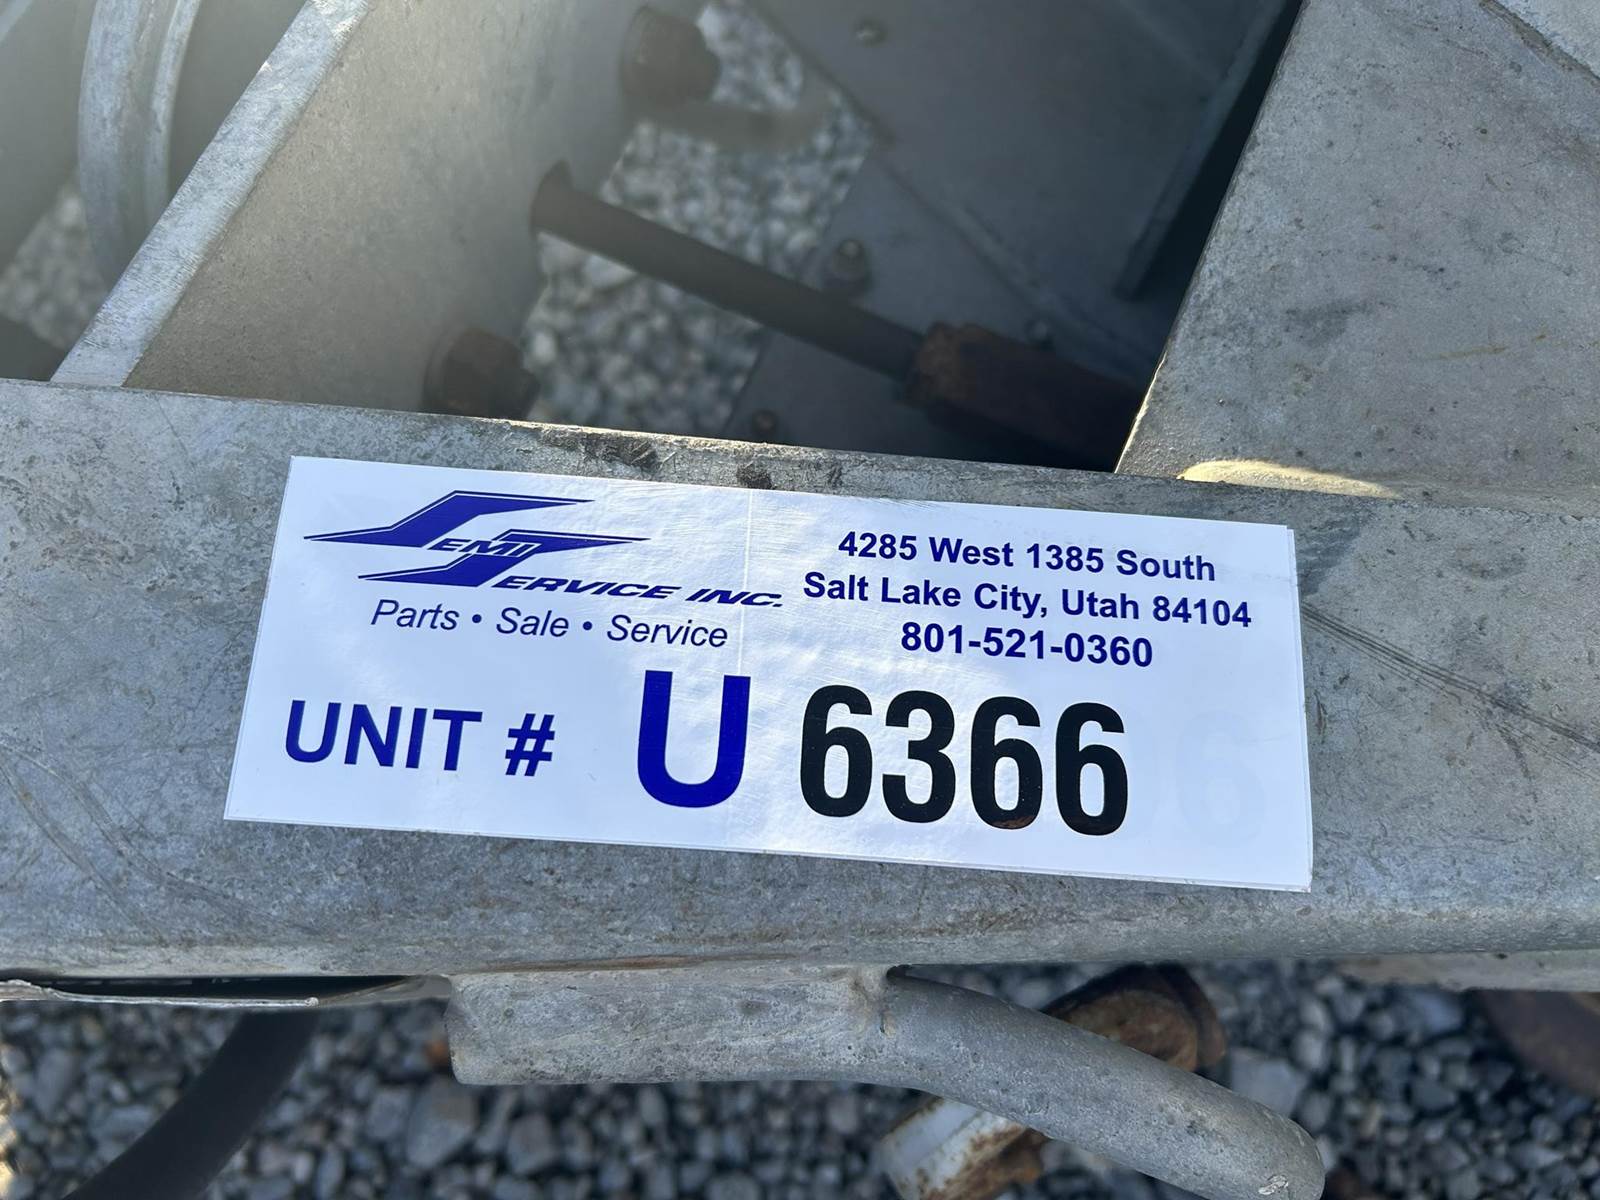 SEMI
SERVICE INC.
Parts • Sale • Service
4285 West 1385 South
Salt Lake City, Utah 84104
801-521-0360
UNIT # U 6366